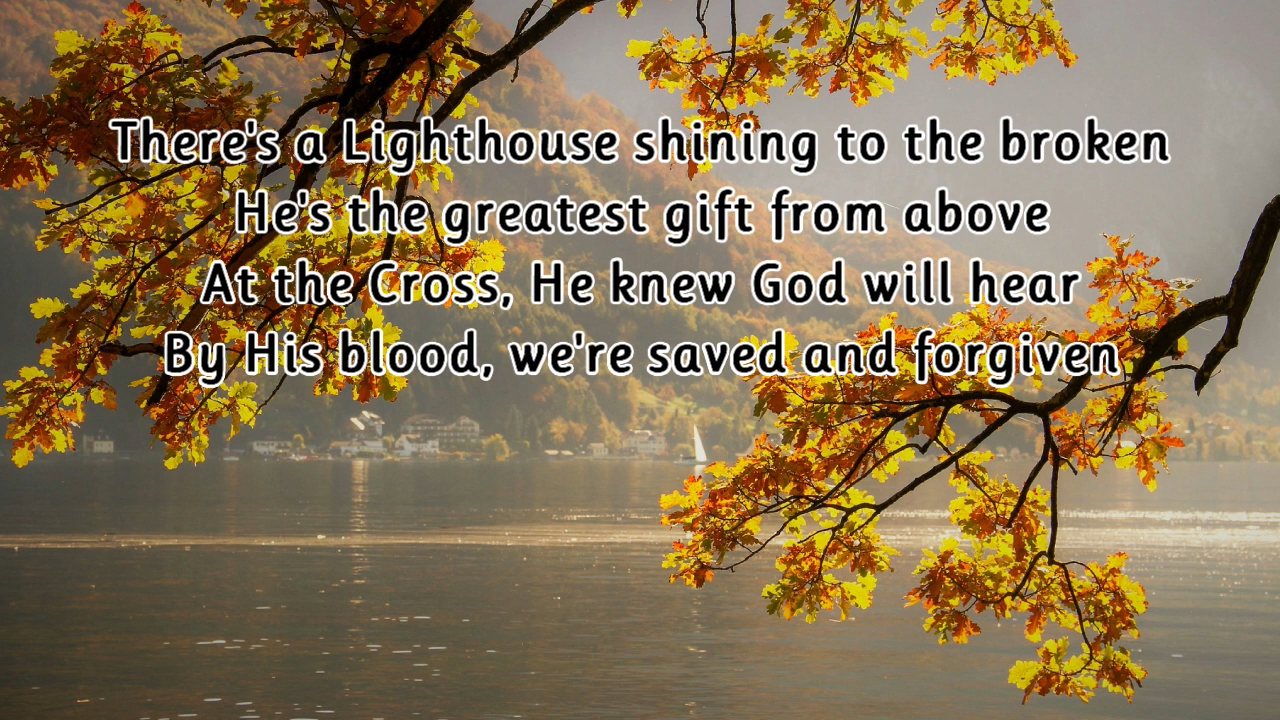 There's a Lighthouse shining to the broken
He's the greatest gift from above
At the Cross, He knew God will hear
By His blood, we're saved and forgiven